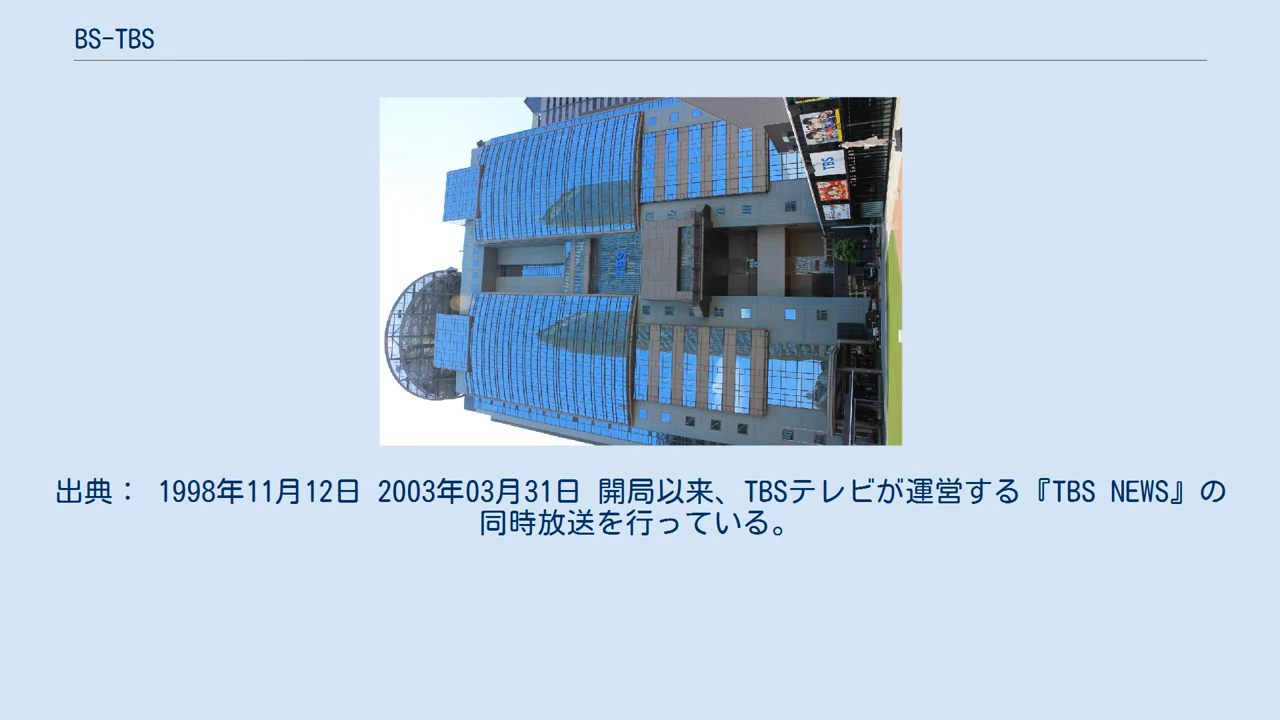 BS-TBS
TBS
TBS
出典： 1998年11月12日 2003年03月31日 開局以来、TBSテレビが運営する『TBS NEWS』の
同時放送を行っている。